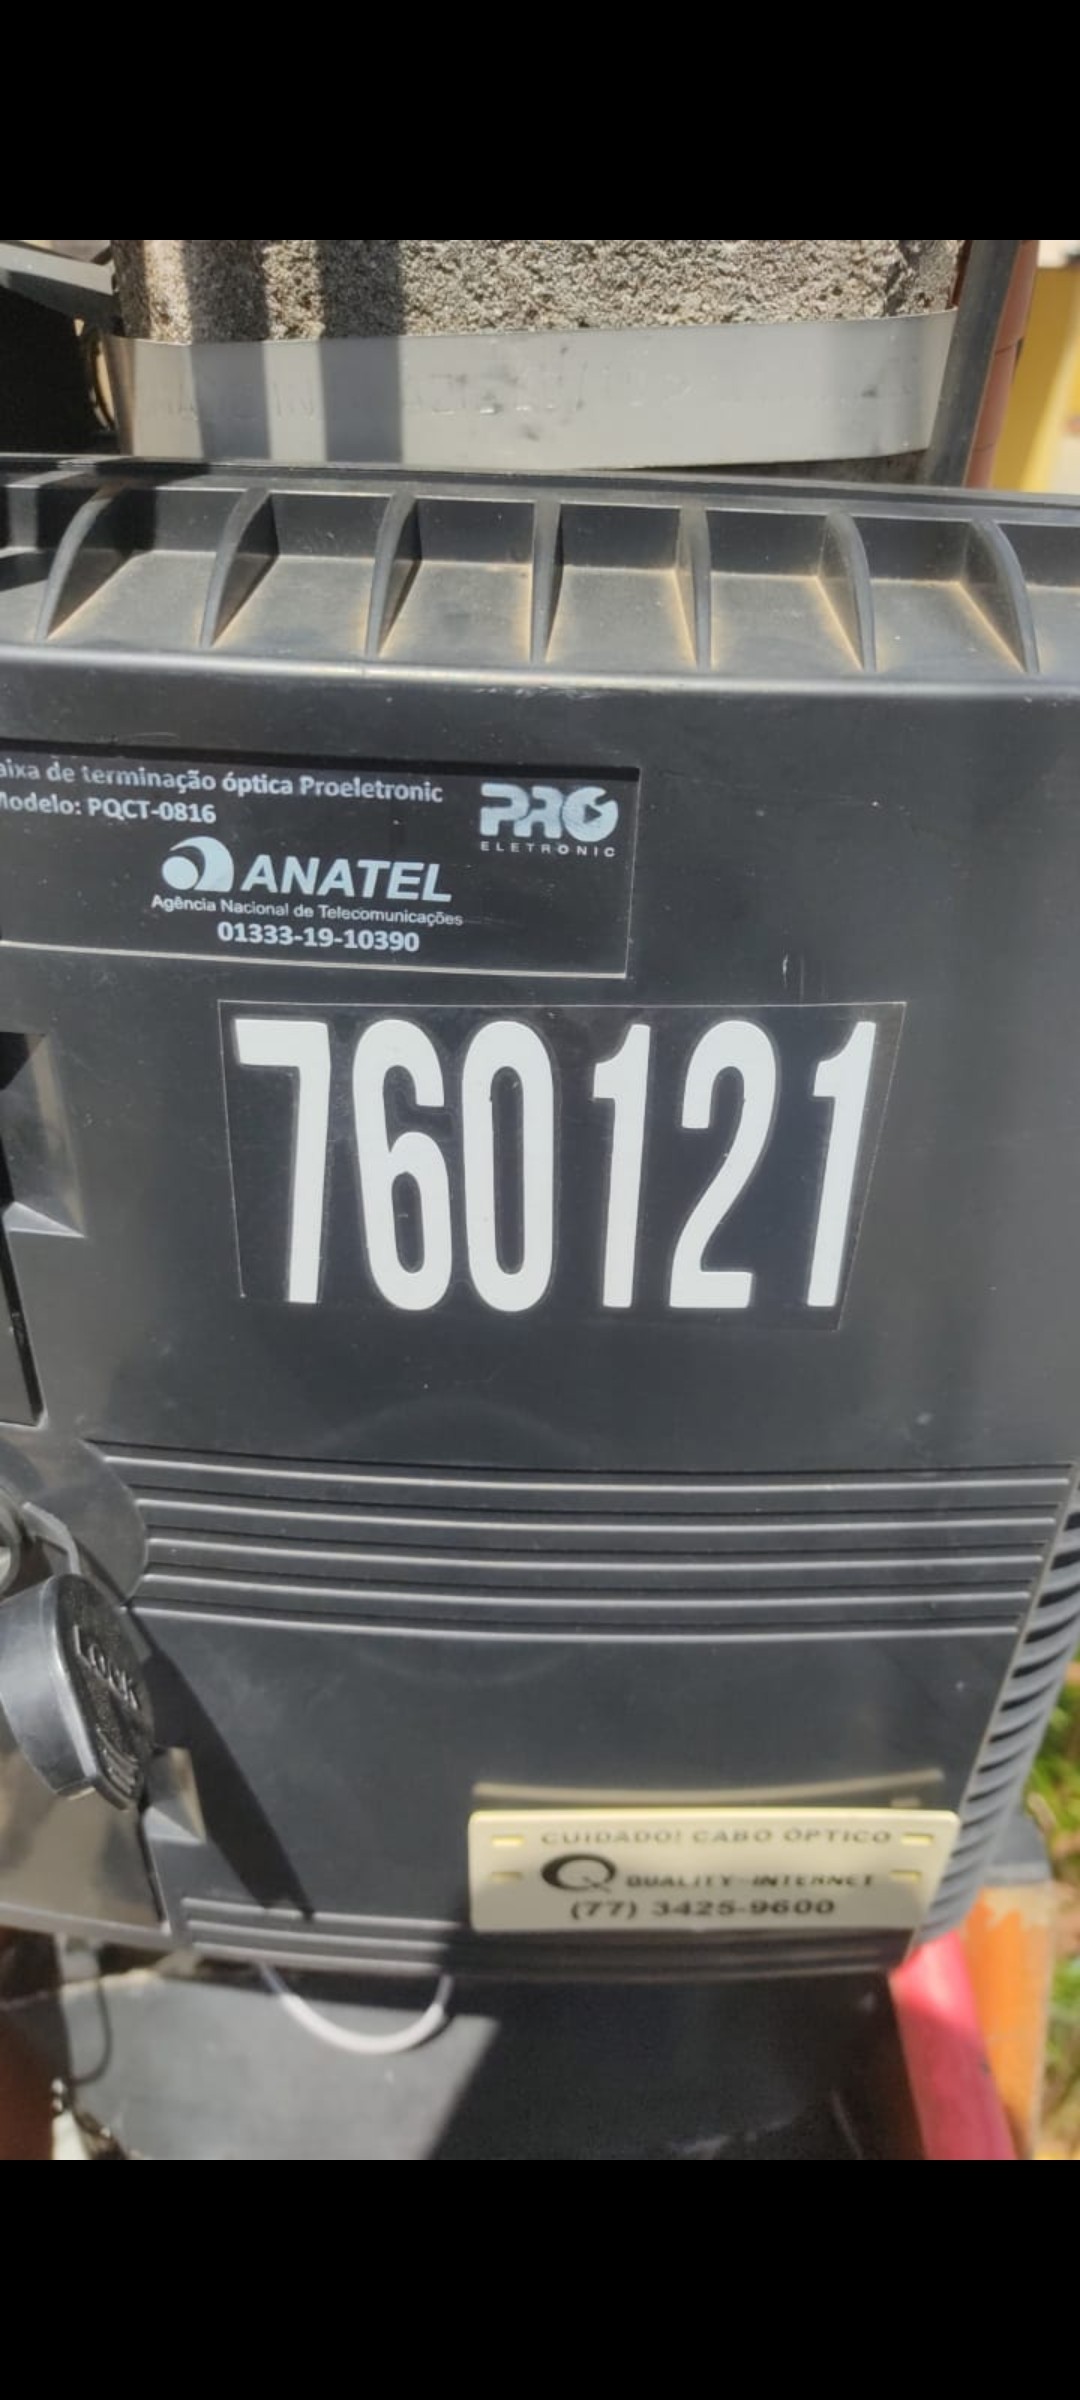 aixa de terminação óptica Proeletronic
Modelo: PQCT-0816
PRO
ELETRONIC
ANATEL
Agência Nacional de Telecomunicações
01333-19-10390
760121
CUIDADO! CABO ÓPTICO
QUALITY INTERNET
(77) 3425-9600